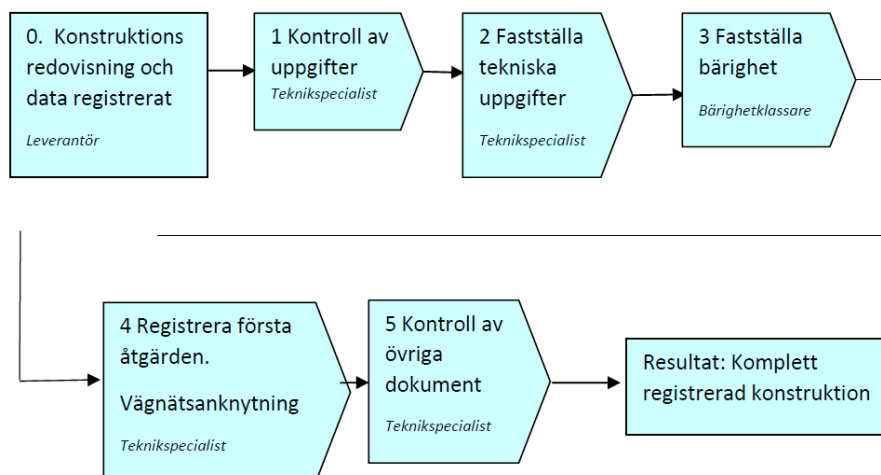 0.  Konstruktions
redovisning och
data registrerat
Leverantör
1 Kontroll av
uppgifter
Teknikspecialist
2 Fastställa
tekniska
uppgifter
Teknikspecialist
3 Fastställa
bärighet
Bärighetklassare
4 Registrera första
åtgärden.
Vägnätsanknytning
Teknikspecialist
5 Kontroll av
övriga
dokument
Teknikspecialist
Resultat: Komplett
registrerad konstruktion